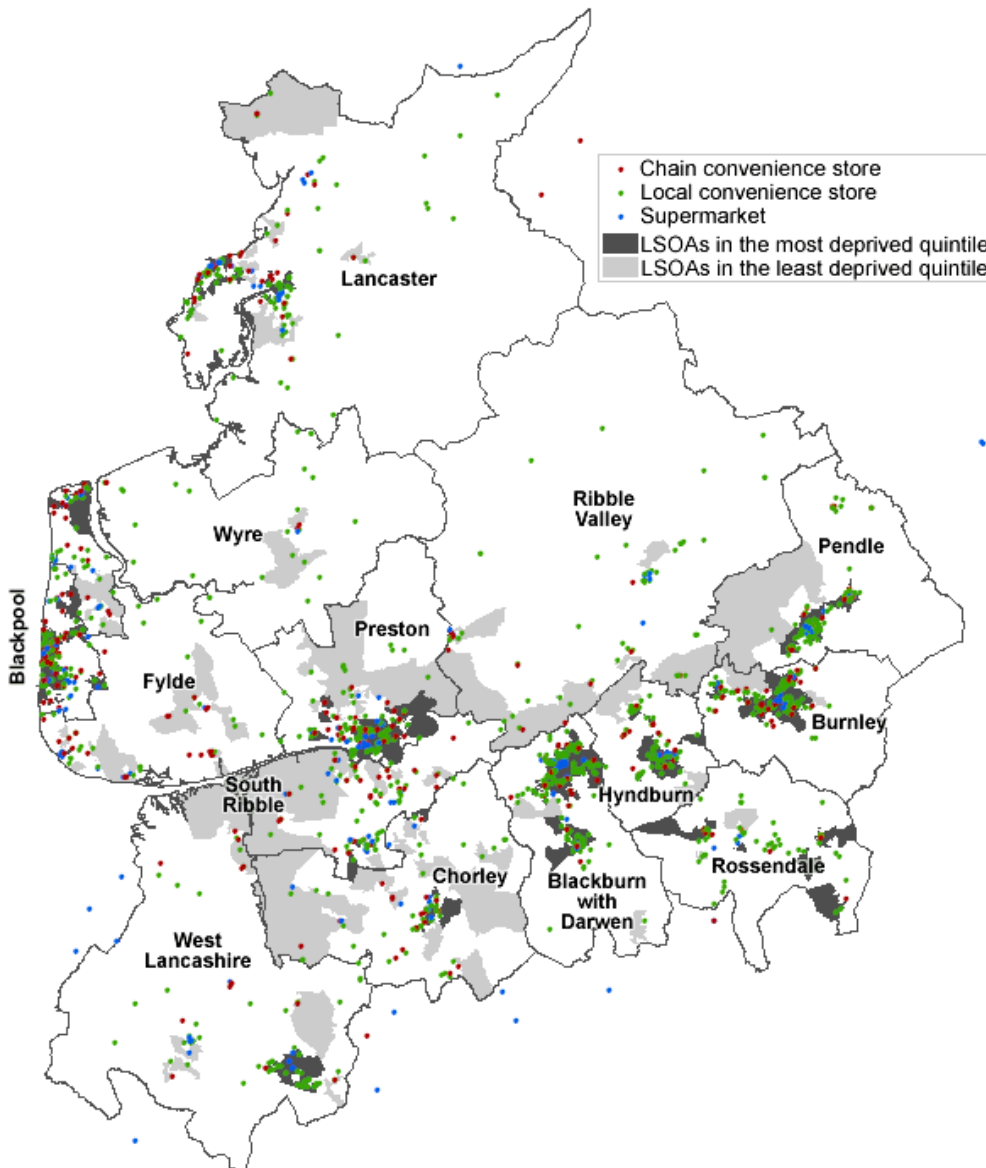 Chain convenience store
Local convenience store
Supermarket
LSOAs in the most deprived quintile
LSOAs in the least deprived quintile
Lancaster
Ribble
Valley
Pendle
Wyre
Preston
Blackpool
Fylde
Burnley
South
Ribble
Hyndburn
Rossendale
Chorley
Blackburn
with
Darwen
West
Lancashire